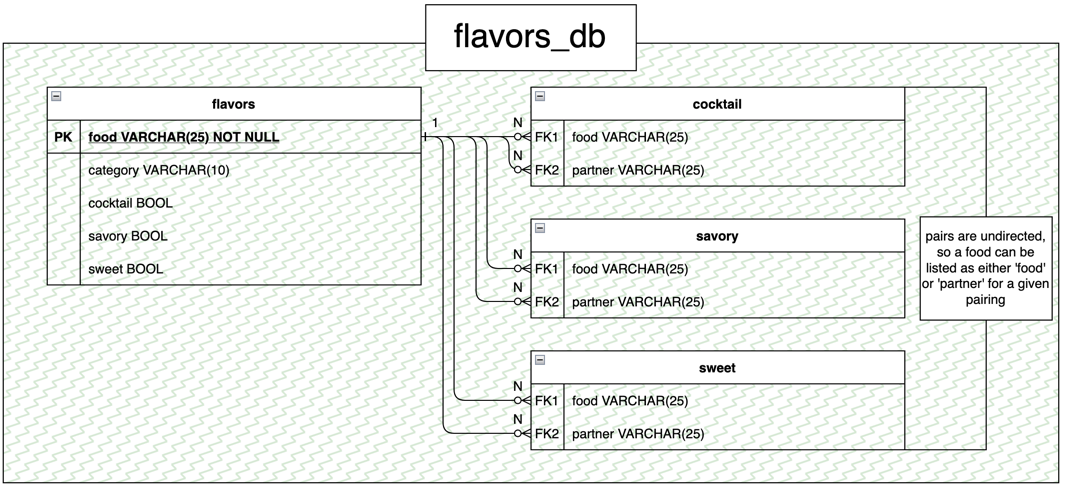 flavors_db
flavors
PK food VARCHAR(25) NOT NULL
category VARCHAR(10)
cocktail BOOL
savory BOOL
sweet BOOL
1
cocktail
N
FK1 food VARCHAR(25)
N
FK2 partner VARCHAR(25)
savory
N
FK1 food VARCHAR(25)
N
FK2 partner VARCHAR(25)
sweet
N
FK1 food VARCHAR(25)
N
FK2 partner VARCHAR(25)
pairs are undirected,
so a food can be
listed as either 'food'
or 'partner' for a given
pairing